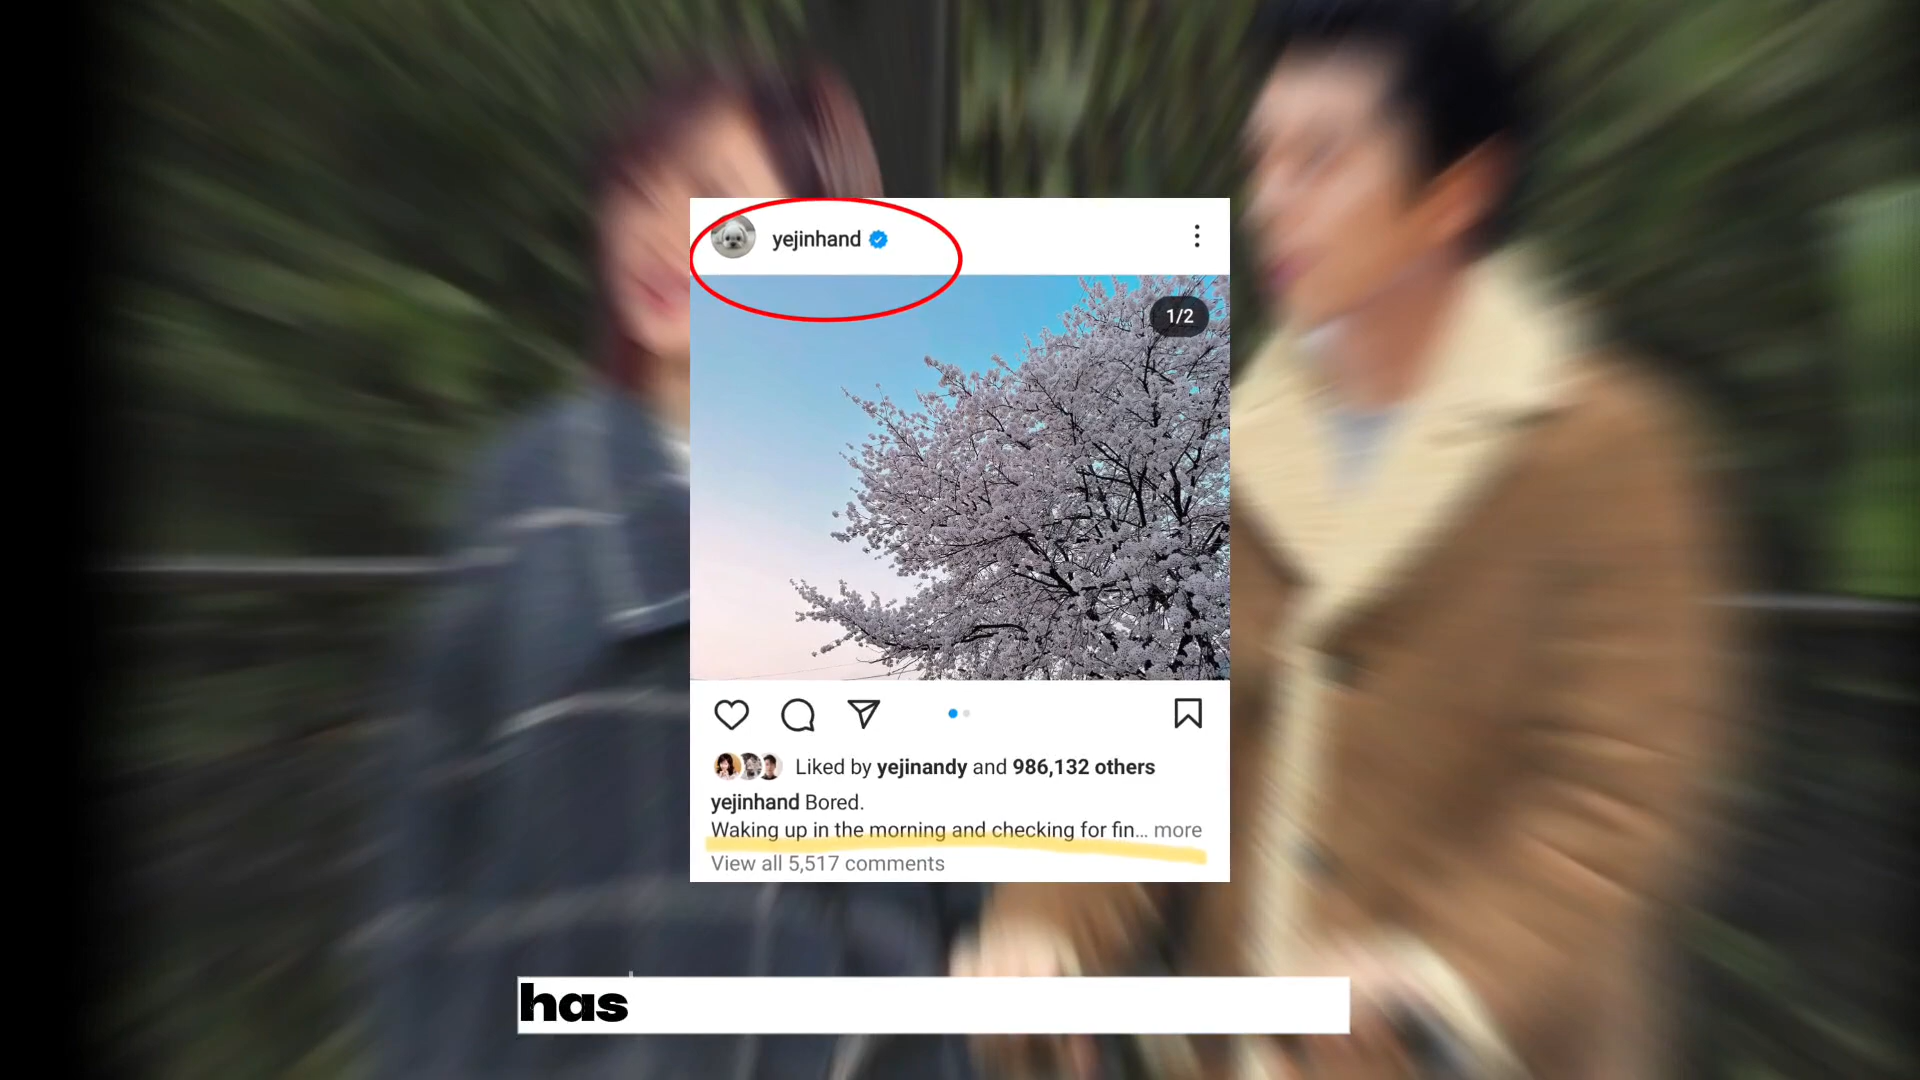 yejinhand
1/2
Liked by yejinandy and 986,132 others
yejinhand Bored.
Waking up in the morning and checking for fin... more
View all 5,517 comments
has